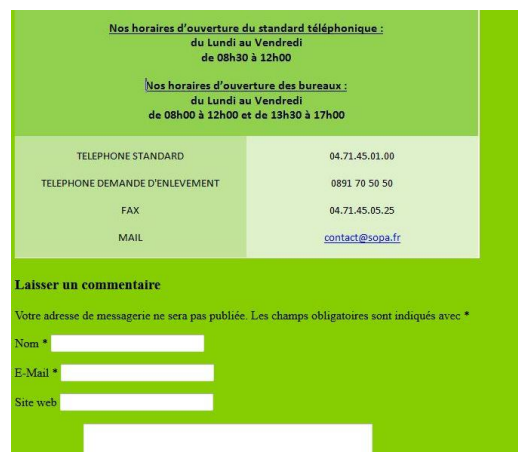 Nos horaires d'ouverture du standard téléphonique :
du Lundi au Vendredi
de 08h30 à 12h00
Nos horaires d'ouverture des bureaux :
du Lundi au Vendredi
de 08h00 à 12h00 et de 13h30 à 17h00
TELEPHONE STANDARD 04.71.45.01.00
TELEPHONE DEMANDE D'ENLEVEMENT 0891 70 50 50
FAX 04.71.45.05.25
MAIL contact@sopa.fr
Laisser un commentaire
Votre adresse de messagerie ne sera pas publiée. Les champs obligatoires sont indiqués avec *
Nom *
E-Mail *
Site web